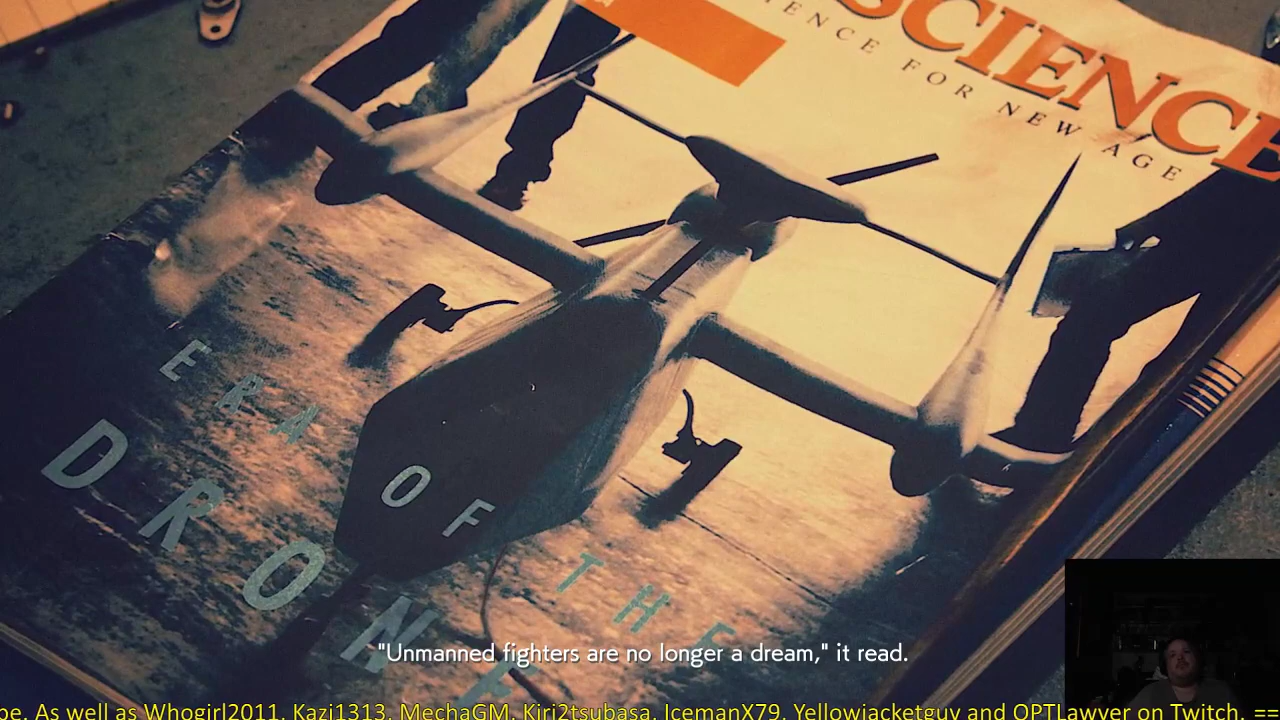 SCIENCE
IENCE FOR NEW AGE
ERA OF THE
DRONE
"Unmanned fighters are no longer a dream," it read.
pe. As well as Whogirl2011, Kazi1313, MechaGM, Kiri2tsubasa, IcemanX79, Yellowjacketguy and OPTLawyer on Twitch. ==